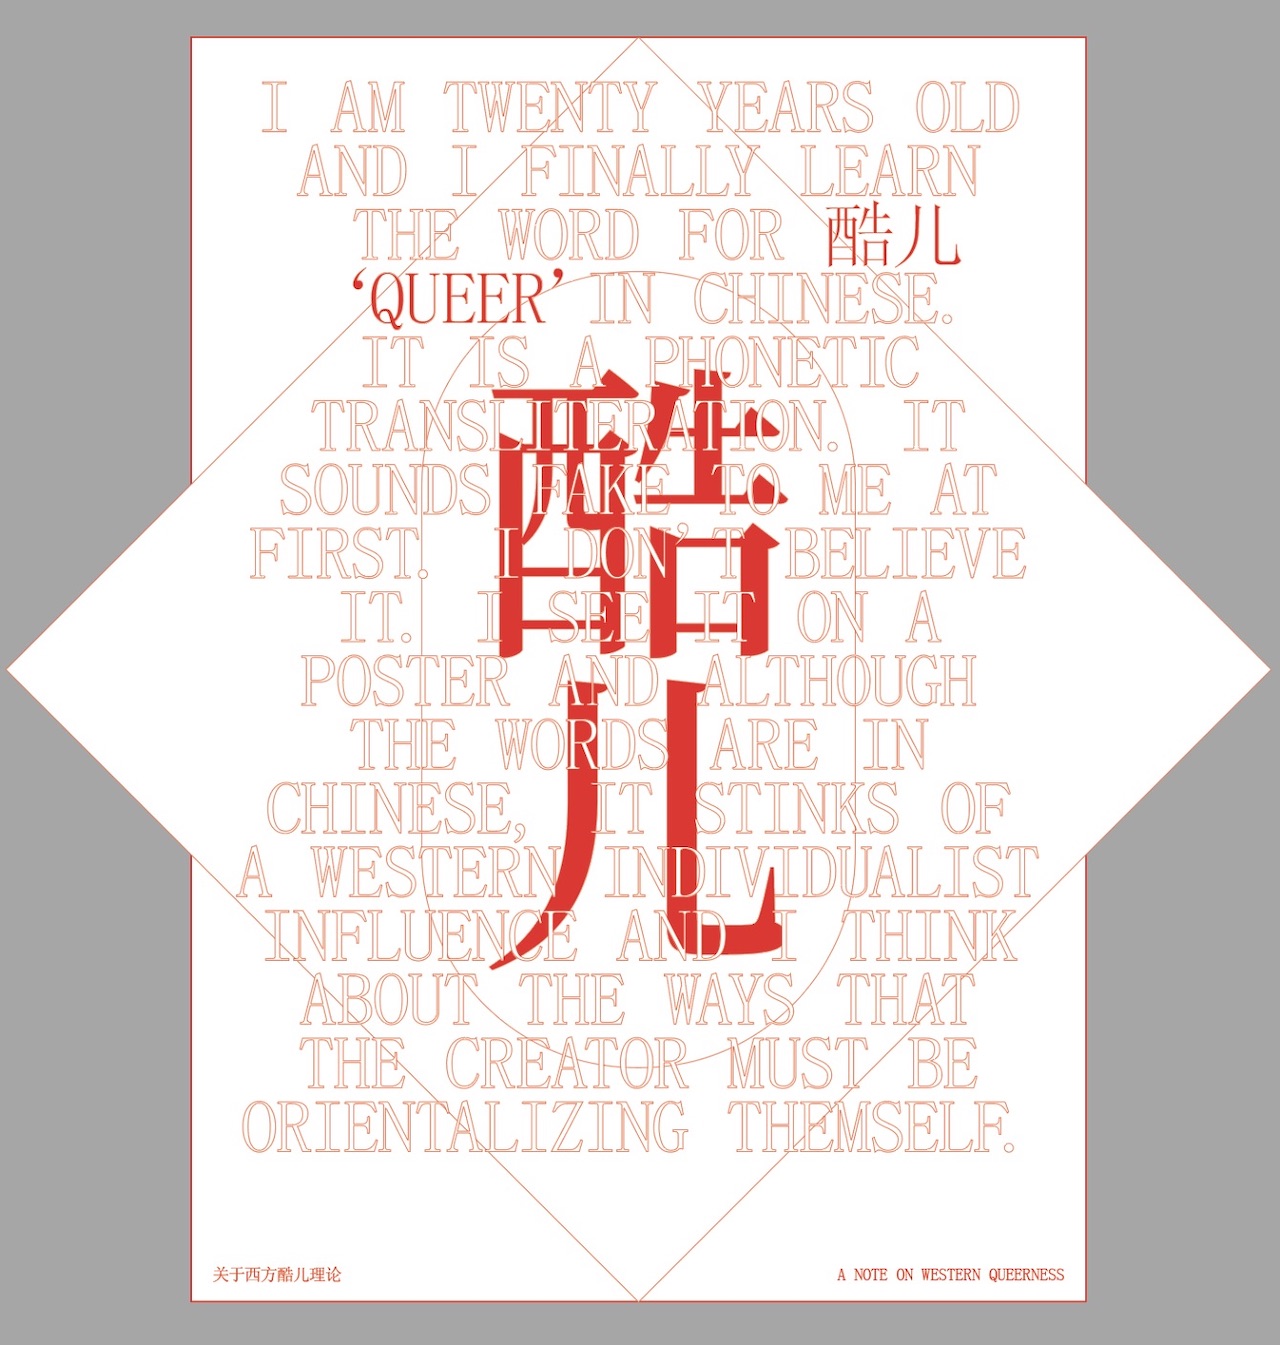 I AM TWENTY YEARS OLD
AND I FINALLY LEARN
THE WORD FOR 酷儿
‘QUEER’ IN CHINESE.
IT IS A PHONETIC
TRANSLITERATION. IT
SOUNDS FAKE TO ME AT
FIRST. I DON’T BELIEVE
IT. I SEE IT ON A
POSTER AND ALTHOUGH
THE WORDS ARE IN
CHINESE, IT STINKS OF
A WESTERN INDIVIDUALIST
INFLUENCE AND I THINK
ABOUT THE WAYS THAT
THE CREATOR MUST BE
ORIENTALIZING THEMSELF.
酷
儿
关于西方酷儿理论
A NOTE ON WESTERN QUEERNESS